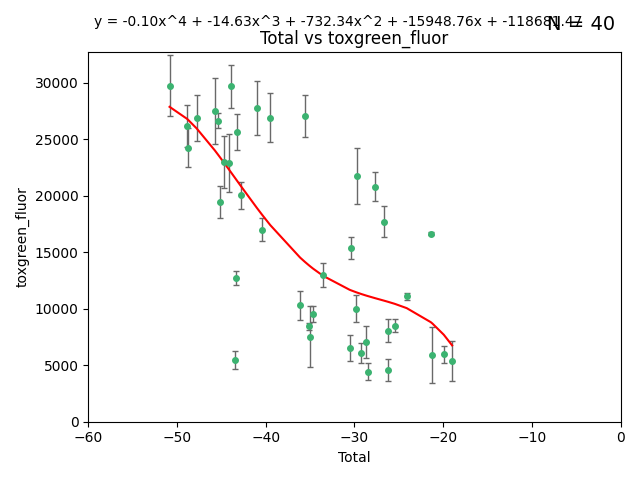 y = -0.10x^4 + -14.63x^3 + -732.34x^2 + -15948.76x + -118681.47
N = 40
Total vs toxgreen_fluor
30000
25000
20000
15000
10000
5000
0
toxgreen_fluor
−60 −50 −40 −30 −20 −10 0
Total